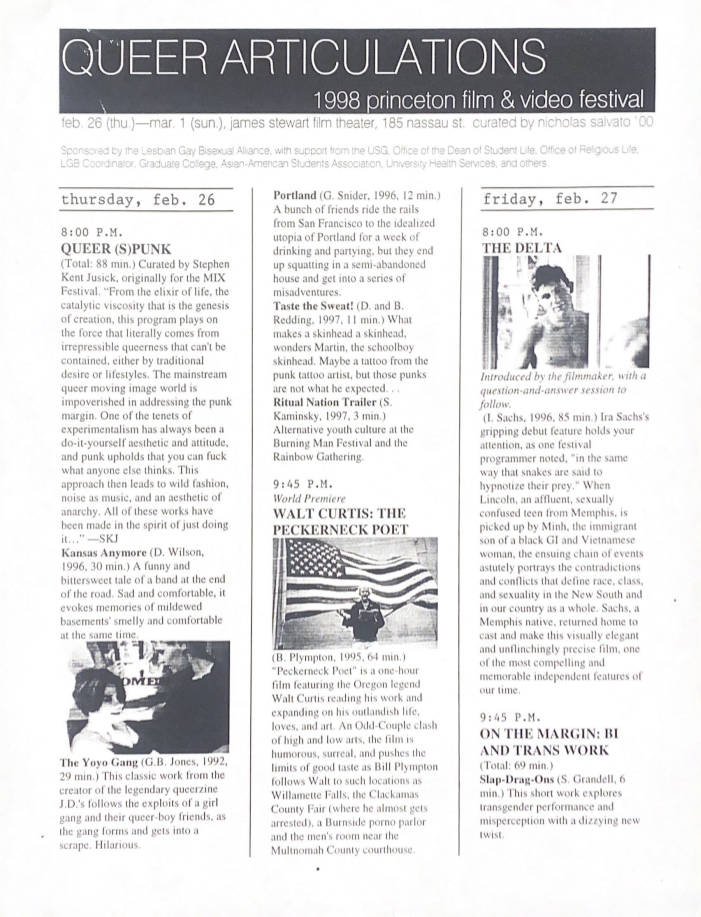 QUEER ARTICULATIONS
1998 princeton film & video festival
feb. 26 (thu.)—mar. 1 (sun.), james stewart film theater, 185 nassau st. curated by nicholas salvato '00
Sponsored by the Lesbian Gay Bisexual Alliance, with support from the USG, Office of the Dean of Student Life, Office of Religious Life,
LGB Coordinator, Graduate College, Asian-American Students Association, University Health Services, and others.
thursday, feb. 26
8:00 P.M.
QUEER (S)PUNK
(Total: 88 min.) Curated by Stephen
Kent Jusick, originally for the MIX
Festival. "From the elixir of life, the
catalytic viscosity that is the genesis
of creation, this program plays on
the force that literally comes from
irrepressible queerness that can't be
contained, either by traditional
desire or lifestyles. The mainstream
queer moving image world is
impoverished in addressing the punk
margin. One of the tenets of
experimentalism has always been a
do-it-yourself aesthetic and attitude,
and punk upholds that you can fuck
what anyone else thinks. This
approach then leads to wild fashion,
noise as music, and an aesthetic of
anarchy. All of these works have
been made in the spirit of just doing
it..." —SKJ
Kansas Anymore (D. Wilson,
1996, 30 min.) A funny and
bittersweet tale of a band at the end
of the road. Sad and comfortable, it
evokes memories of mildewed
basements' smelly and comfortable
at the same time.
OME
The Yoyo Gang (G.B. Jones, 1992,
29 min.) This classic work from the
creator of the legendary queerzine
J.D.'s follows the exploits of a girl
gang and their queer-boy friends, as
the gang forms and gets into a
scrape. Hilarious.
Portland (G. Snider, 1996, 12 min.)
A bunch of friends ride the rails
from San Francisco to the idealized
utopia of Portland for a week of
drinking and partying, but they end
up squatting in a semi-abandoned
house and get into a series of
misadventures.
Taste the Sweat! (D. and B.
Redding, 1997, 11 min.) What
makes a skinhead a skinhead,
wonders Martin, the schoolboy
skinhead. Maybe a tattoo from the
punk tattoo artist, but those punks
are not what he expected. . .
Ritual Nation Trailer (S.
Kaminsky, 1997, 3 min.)
Alternative youth culture at the
Burning Man Festival and the
Rainbow Gathering.
9:45 P.M.
World Premiere
WALT CURTIS: THE
PECKERNECK POET
(B. Plympton, 1995, 64 min.)
"Peckerneck Poet" is a one-hour
film featuring the Oregon legend
Walt Curtis reading his work and
expanding on his outlandish life,
loves, and art. An Odd-Couple clash
of high and low arts, the film is
humorous, surreal, and pushes the
limits of good taste as Bill Plympton
follows Walt to such locations as
Willamette Falls, the Clackamas
County Fair (where he almost gets
arrested), a Burnside porno parlor
and the men's room near the
Multnomah County courthouse.
friday, feb. 27
8:00 P.M.
THE DELTA
Introduced by the filmmaker, with a
question-and-answer session to
follow.
(I. Sachs, 1996, 85 min.) Ira Sachs's
gripping debut feature holds your
attention, as one festival
programmer noted, "in the same
way that snakes are said to
hypnotize their prey." When
Lincoln, an affluent, sexually
confused teen from Memphis, is
picked up by Minh, the immigrant
son of a black GI and Vietnamese
woman, the ensuing chain of events
astutely portrays the contradictions
and conflicts that define race, class,
and sexuality in the New South and
in our country as a whole. Sachs, a
Memphis native, returned home to
cast and make this visually elegant
and unflinchingly precise film, one
of the most compelling and
memorable independent features of
our time.
9:45 P.M.
ON THE MARGIN: BI
AND TRANS WORK
(Total: 69 min.)
Slap-Drag-Ons (S. Grandell, 6
min.) This short work explores
transgender performance and
misperception with a dizzying new
twist.